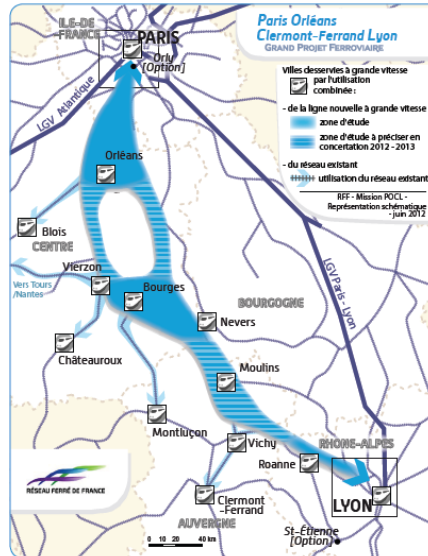 ILE-DE-
FRANCE
PARIS
Orly
[Option]
Paris Orléans
Clermont-Ferrand Lyon
GRAND PROJET FERROVIAIRE
Villes desservies à grande vitesse
par l'utilisation
combinée :
- de la ligne nouvelle à grande vitesse
zone d'étude
zone d'étude à préciser en
concertation 2012 - 2013
- du réseau existant
utilisation du réseau existant
RFF - Mission POCL -
Représentation schématique
- juin 2012
LGV Atlantique
Orléans
Blois
CENTRE
Vierzon
Vers Tours
/Nantes
Bourges
LGV Paris - Lyon
BOURGOGNE
Nevers
Châteauroux
Moulins
Montluçon
Vichy
RHONE-ALPES
Roanne
RÉSEAU FERRÉ DE FRANCE
Clermont
-Ferrand
LYON
AUVERGNE
St-Étienne
[Option]
0 20 40 km